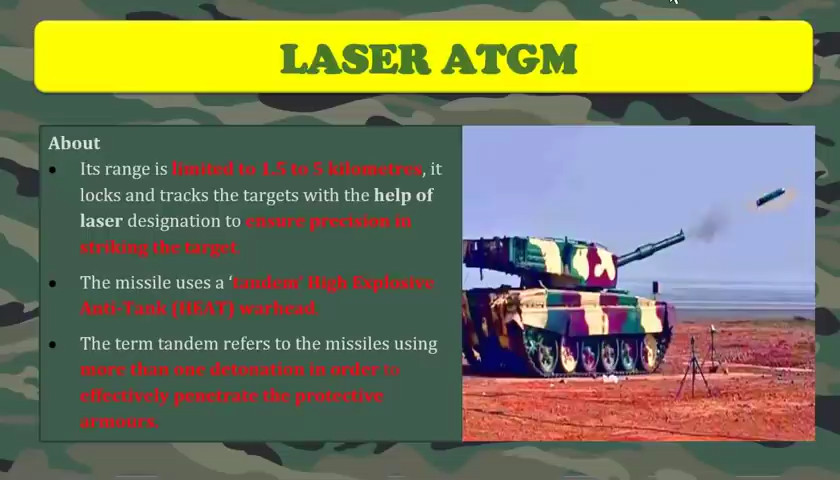 LASER ATGM
About
Its range is limited to 1.5 to 5 kilometres, it
locks and tracks the targets with the help of
laser designation to ensure precision in
striking the target.
The missile uses a ‘tandem’ High Explosive
Anti-Tank (HEAT) warhead.
The term tandem refers to the missiles using
more than one detonation in order to
effectively penetrate the protective
armours.